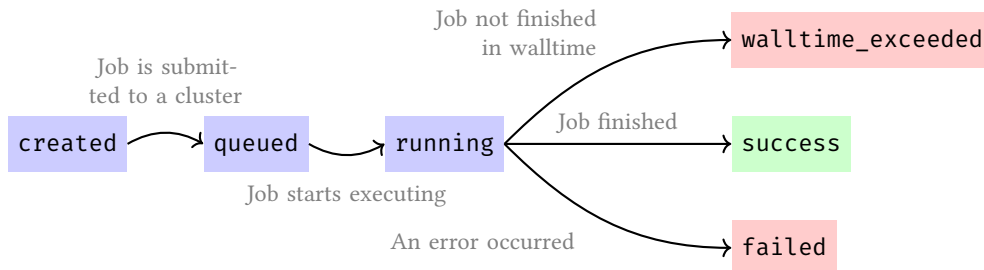 Job not finished
in walltime
walltime_exceeded
Job is submit-
ted to a cluster
Job finished
created
queued
running
success
Job starts executing
An error occurred
failed